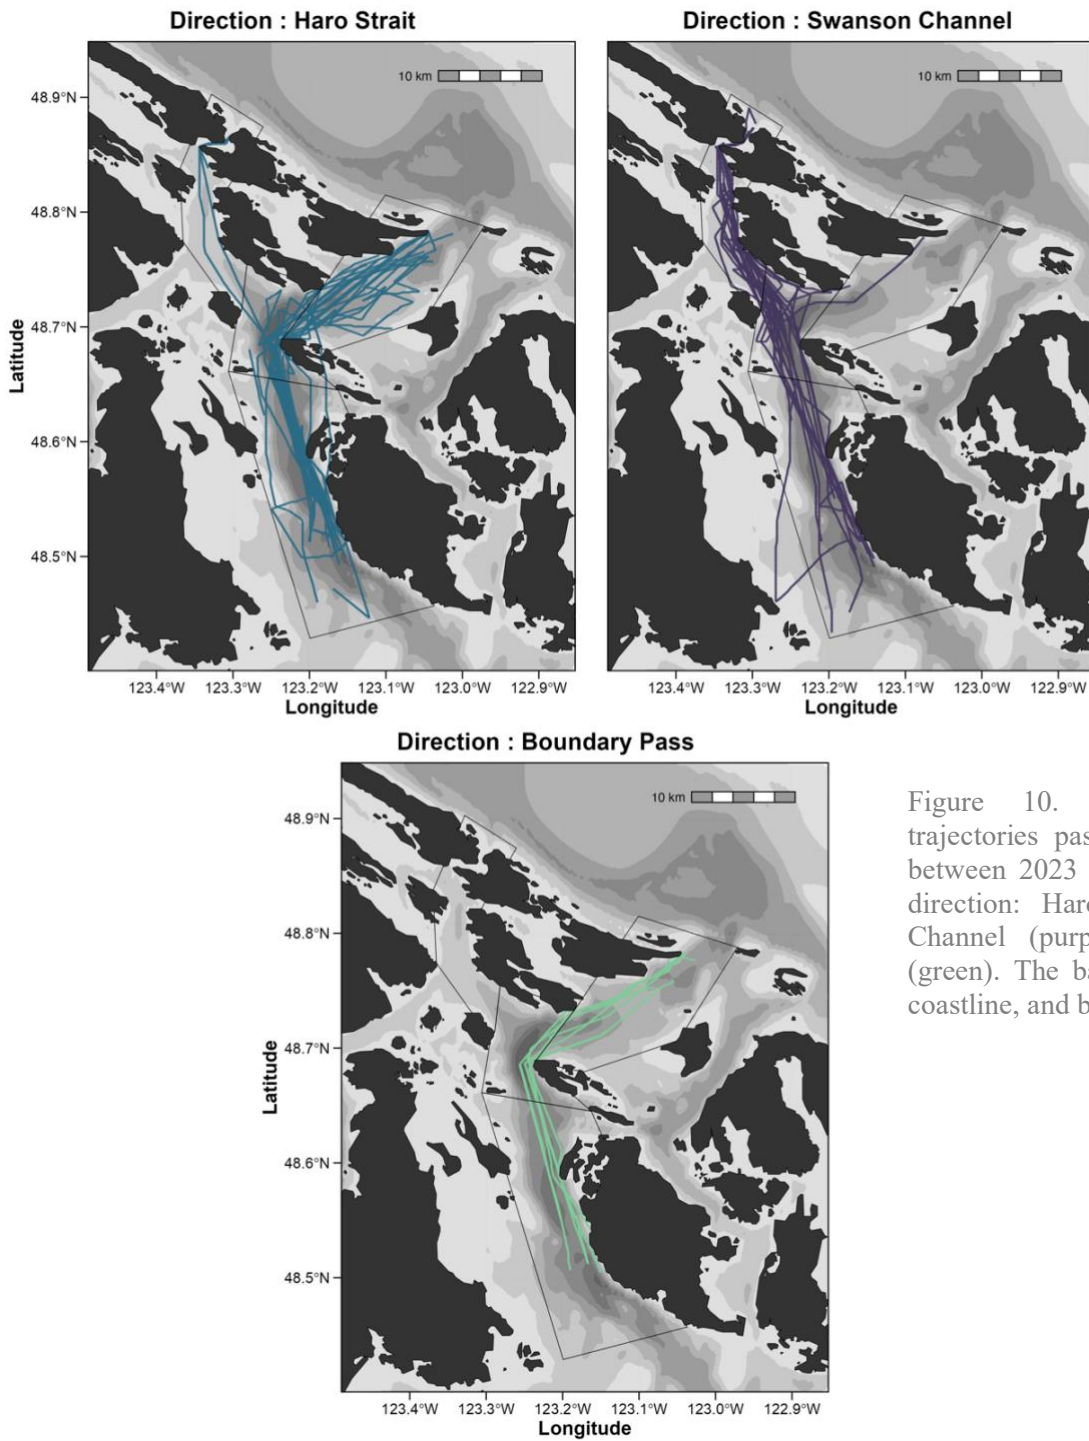 Direction : Haro Strait
10 km
48.9°N
48.8°N
48.7°N
48.6°N
48.5°N
Latitude
123.4°W 123.3°W 123.2°W 123.1°W 123.0°W 122.9°W
Longitude
Direction : Swanson Channel
10 km
123.4°W 123.3°W 123.2°W 123.1°W 123.0°W 122.9°W
Longitude
Direction : Boundary Pass
10 km
48.9°N
48.8°N
48.7°N
48.6°N
48.5°N
Latitude
123.4°W 123.3°W 123.2°W 123.1°W 123.0°W 122.9°W
Longitude
Figure 10.
trajectories pas
between 2023
direction: Haro
Channel (purp
(green). The ba
coastline, and b